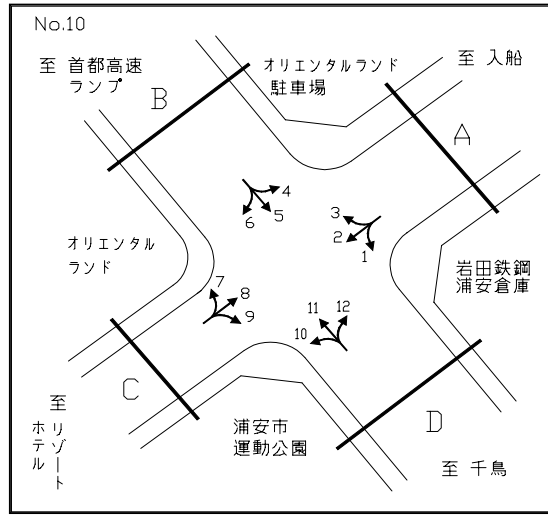 No.10
至 首都高速
ランプ
B
オリエンタルランド
駐車場
至 入船
A
4
5
6
3
2
1
オリエンタル
ランド
岩田鉄鋼
浦安倉庫
7
8
9
11
12
10
C
至 リゾート
ホテル
浦安市
運動公園
D
至 千鳥